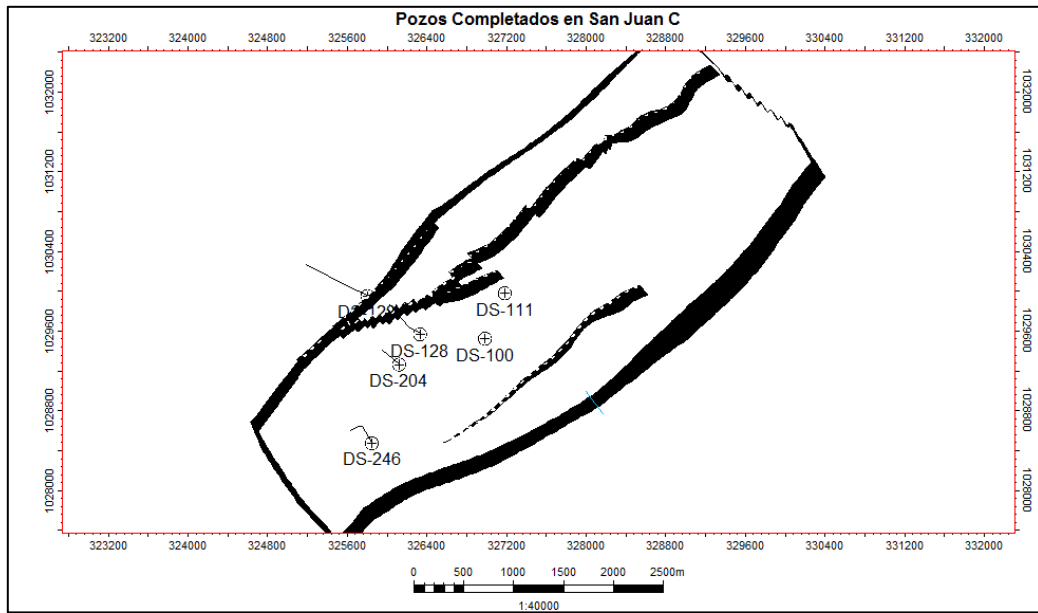 Pozos Completados en San Juan C
323200 324000 324800 325600 326400 327200 328000 328800 329600 330400 331200 332000
1032000 1032000
1031200 1031200
1030400 1030400
1029600 1029600
1028800 1028800
1028000 1028000
DS-111
DS-128
DS-100
DS-204
DS-246
323200 324000 324800 325600 326400 327200 328000 328800 329600 330400 331200 332000
0 500 1000 1500 2000 2500m
1:40000